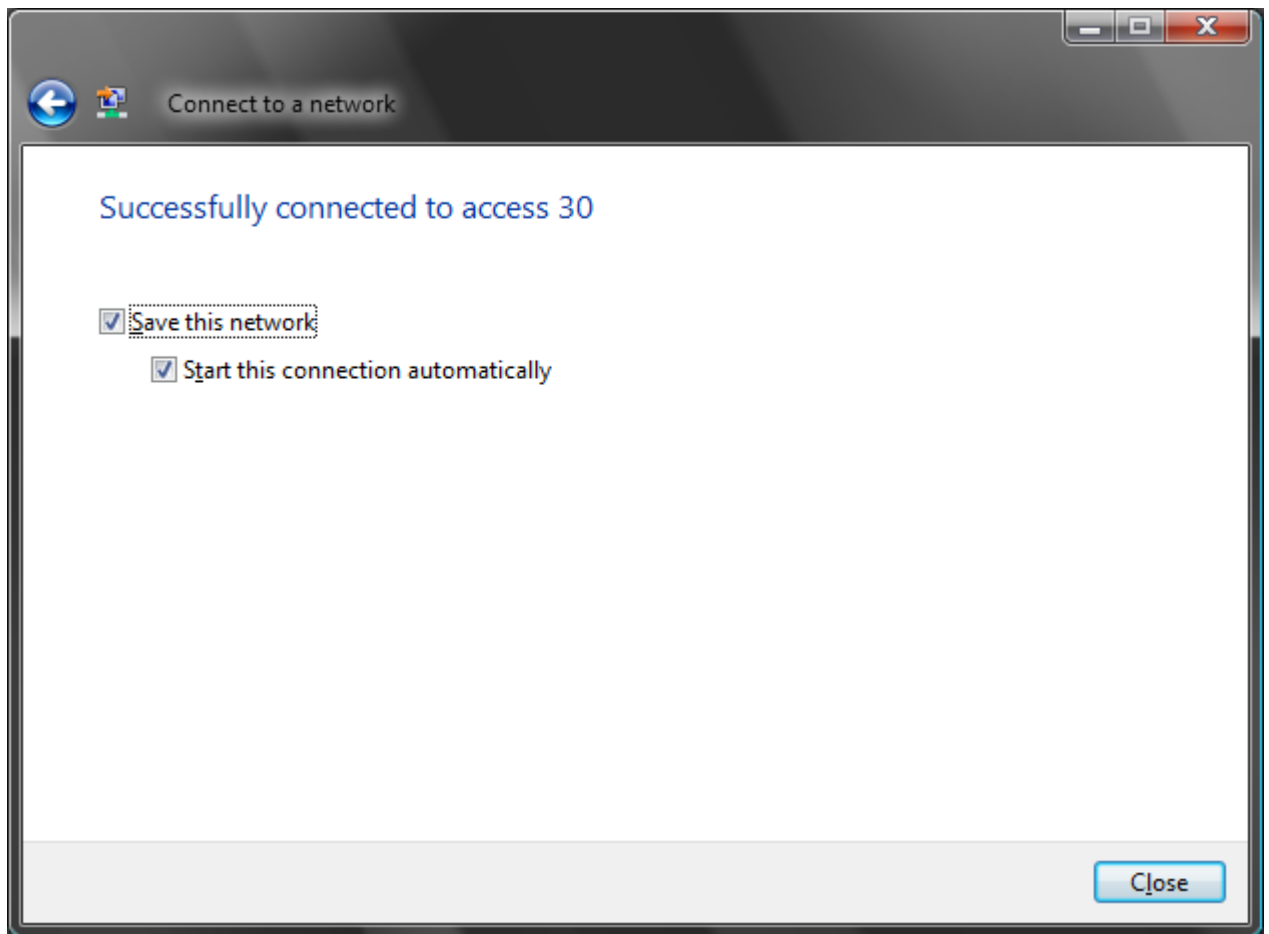 Connect to a network
Successfully connected to access 30
Save this network
Start this connection automatically
Close